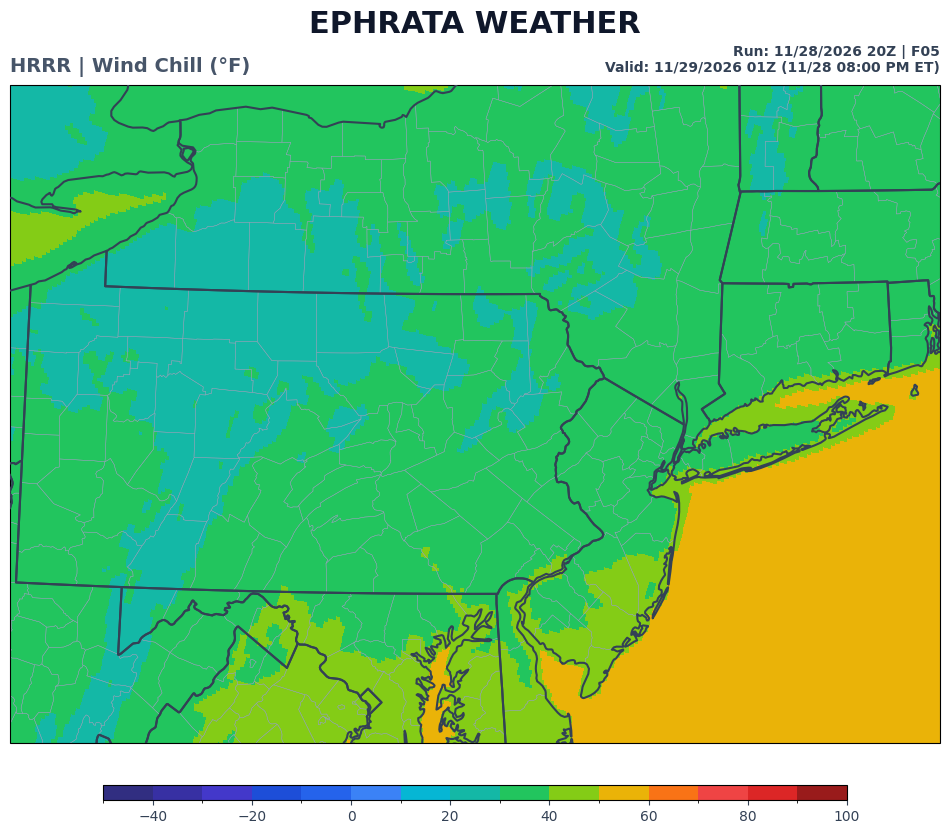 EPHRATA WEATHER
HRRR | Wind Chill (°F)
Run: 11/28/2026 20Z | F05
Valid: 11/29/2026 01Z (11/28 08:00 PM ET)
−40 −20 0 20 40 60 80 100